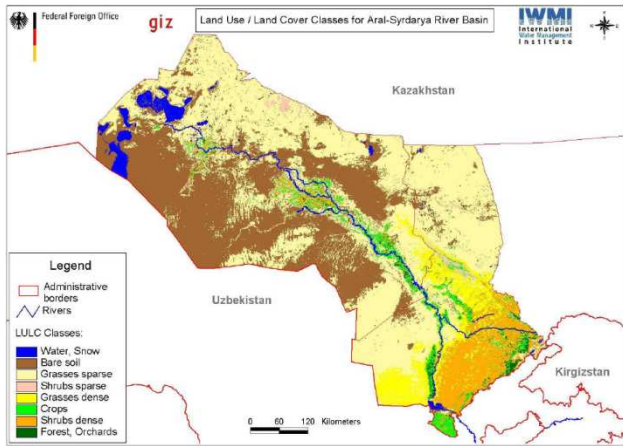 Federal Foreign Office
giz
Land Use / Land Cover Classes for Aral-Syrdarya River Basin
IWMI
International
Water Management
Institute
Kazakhstan
Uzbekistan
Kirgizstan
Legend
Administrative
borders
Rivers
LULC Classes:
Water, Snow
Bare soil
Grasses sparse
Shrubs sparse
Grasses dense
Crops
Shrubs dense
Forest, Orchards
60 0 60 120 Kilometers